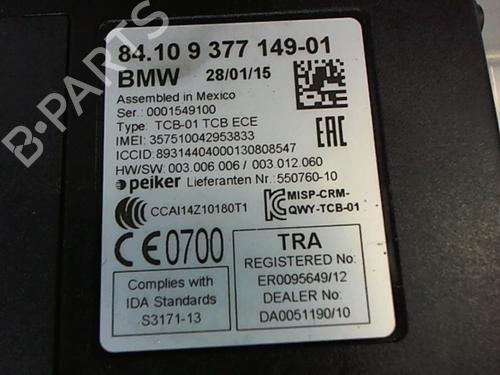 84.10 9 377 149-01
BMW 28/01/15
Assembled in Mexico
Ser.: 0001549100
Type: TCB-01 TCB ECE
IMEI: 357510042953833
ICCID: 89314404000130808547
HW/SW: 003.006.006 / 003.012.060
peiker Lieferanten Nr.: 550760-10
CCAI14Z10180T1
MISP-CRM-
QWY-TCB-01
CE0700
EAC
Complies with
IDA Standards
S3171-13
TRA
REGISTERED No:
ER0095649/12
DEALER No:
DA0051190/10